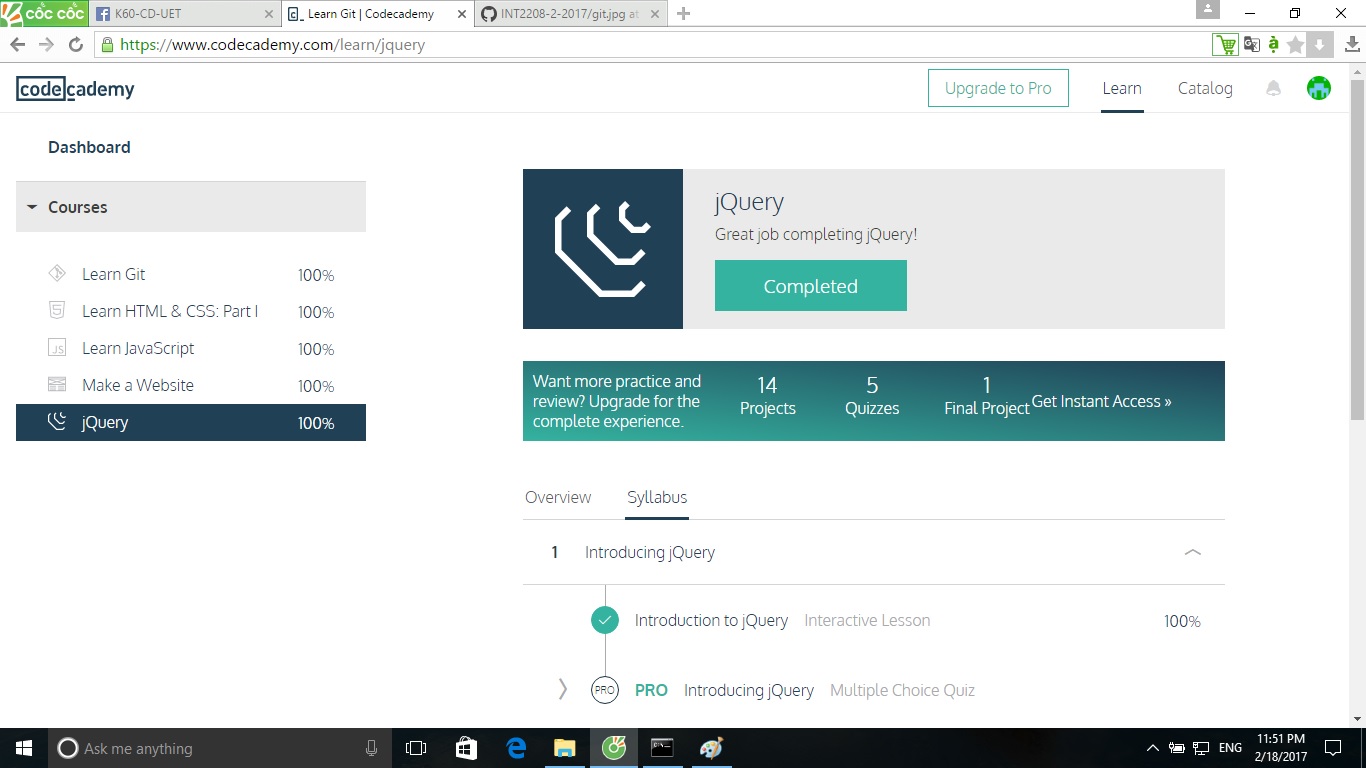 cốc cốc
K60-CD-UET
Learn Git | Codecademy
INT2208-2-2017/git.jpg at
https://www.codecademy.com/learn/jquery
codecademy
Upgrade to Pro
Learn
Catalog
Dashboard
Courses
Learn Git 100%
Learn HTML & CSS: Part I 100%
JS Learn JavaScript 100%
Make a Website 100%
jQuery 100%
jQuery
Great job completing jQuery!
Completed
Want more practice and
review? Upgrade for the
complete experience.
14
Projects
5
Quizzes
1
Final Project
Get Instant Access »
Overview
Syllabus
1 Introducing jQuery
Introduction to jQuery Interactive Lesson 100%
PRO PRO Introducing jQuery Multiple Choice Quiz
Ask me anything
ENG
11:51 PM
2/18/2017